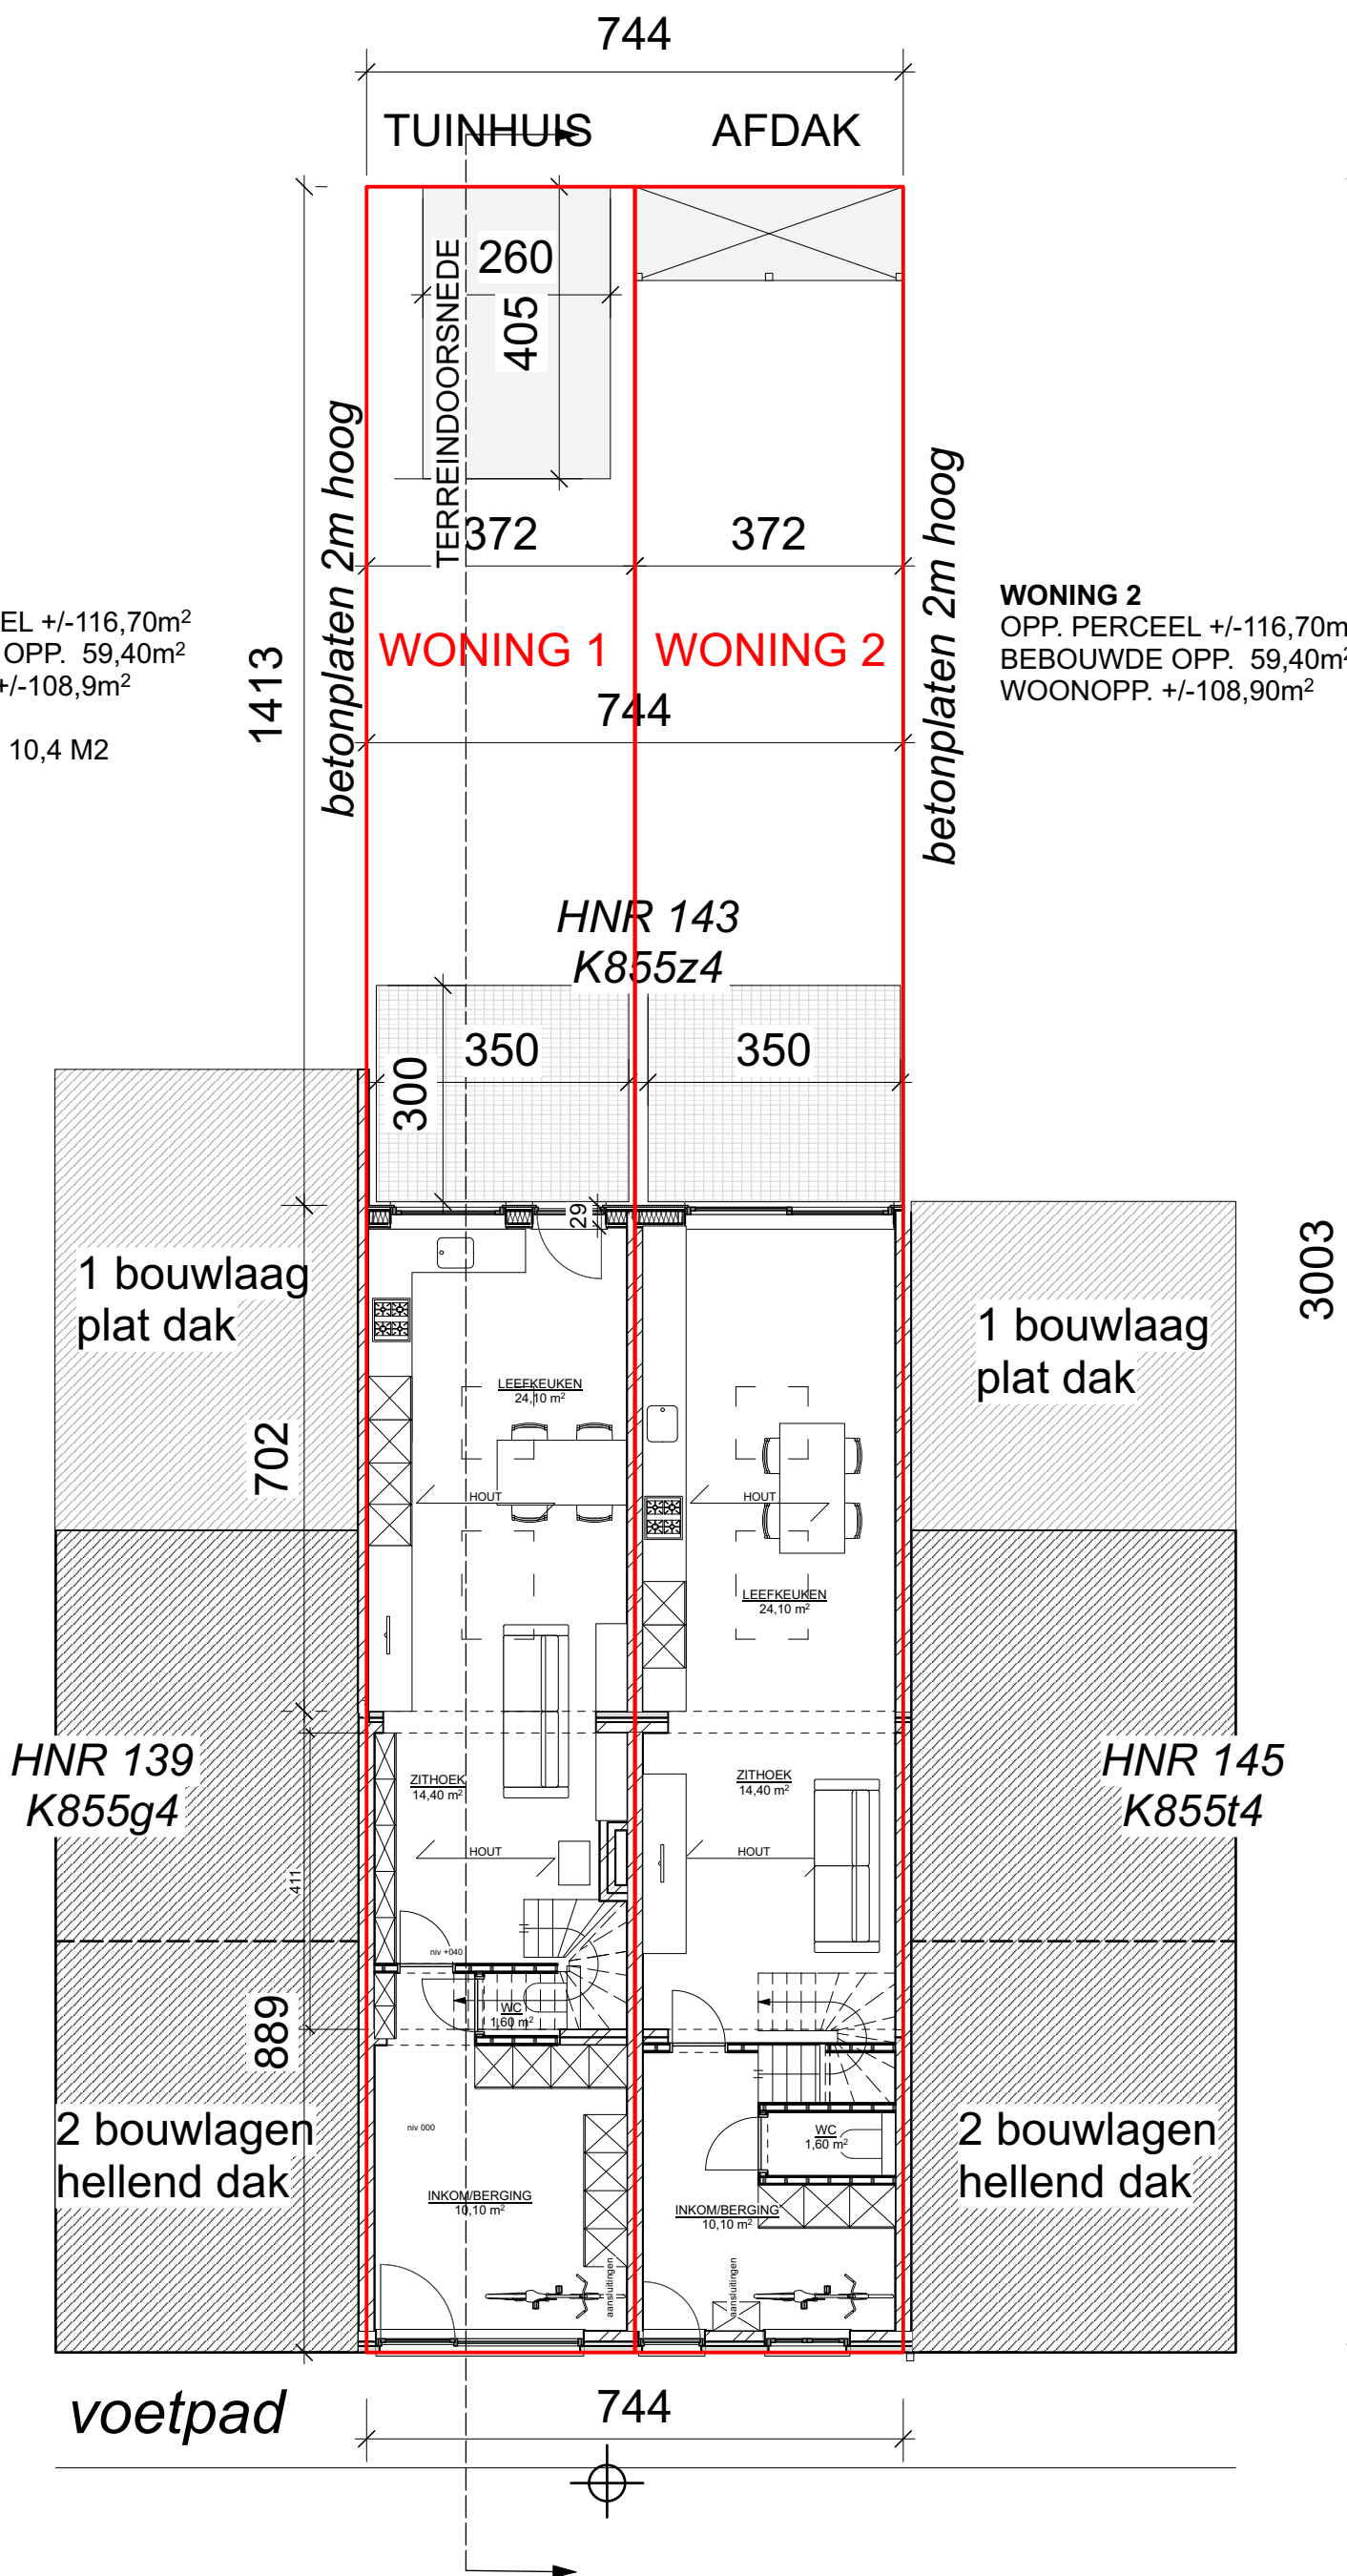 744
TUINHUIS
AFDAK
260
405
TERREINDOORSNEDE
betonplaten 2m hoog
372
372
betonplaten 2m hoog
EL +/-116,70m²
OPP. 59,40m²
+/-108,9m²
10,4 M2
1413
WONING 1
WONING 2
744
WONING 2
OPP. PERCEEL +/-116,70m
BEBOUWDE OPP. 59,40m²
WOONOPP. +/-108,90m²
HNR 143
K855z4
350
350
300
29
1 bouwlaag
plat dak
1 bouwlaag
plat dak
3003
LEEFKEUKEN
24,10 m²
702
HOUT
HOUT
LEEFKEUKEN
24,10 m²
HNR 139
K855g4
ZITHOEK
14,40 m²
ZITHOEK
14,40 m²
HNR 145
K855t4
HOUT
HOUT
411
niv +040
WC
1,60 m²
889
niv 000
2 bouwlagen
hellend dak
WC
1,60 m²
2 bouwlagen
hellend dak
INKOM/BERGING
10,10 m²
INKOM/BERGING
10,10 m²
aansluitingen
aansluitingen
voetpad
744